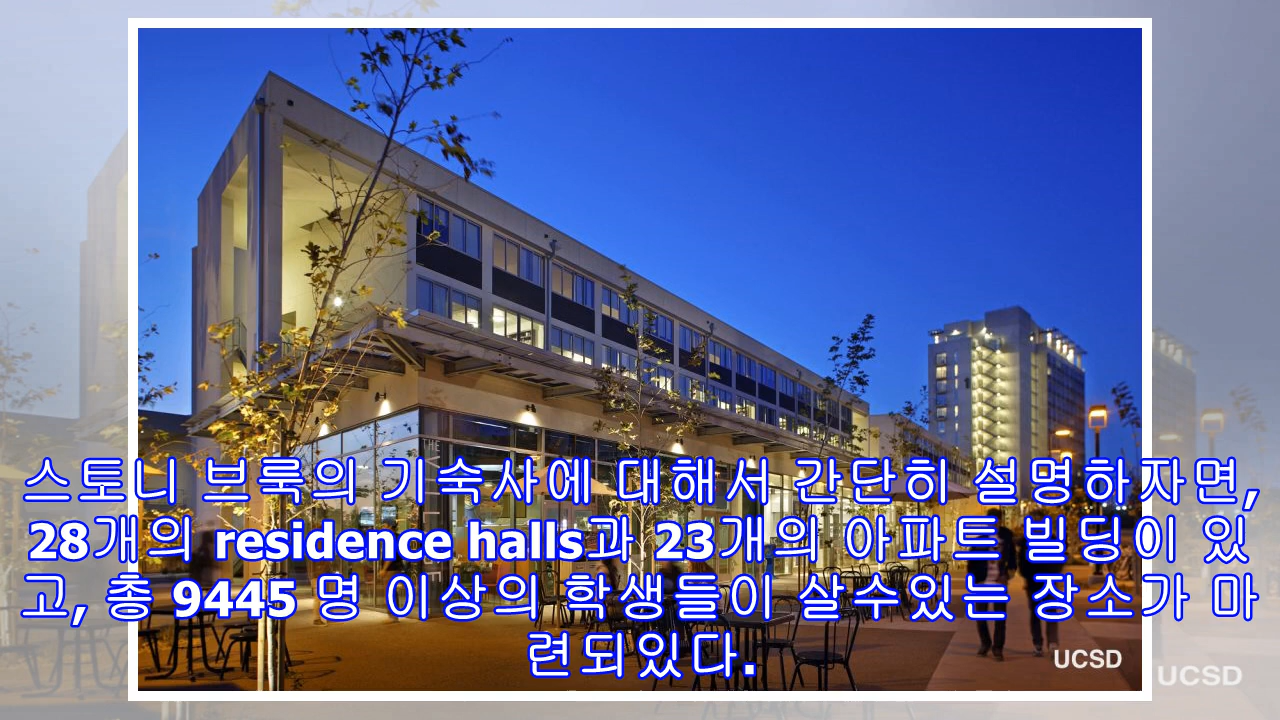 스토니 브룩의 기숙사에 대해서 간단히 설명하자면,
28개의 residence halls과 23개의 아파트 빌딩이 있
고, 총 9445 명 이상의 학생들이 살수있는 장소가 마
련되있다.
UCSD
UCSD